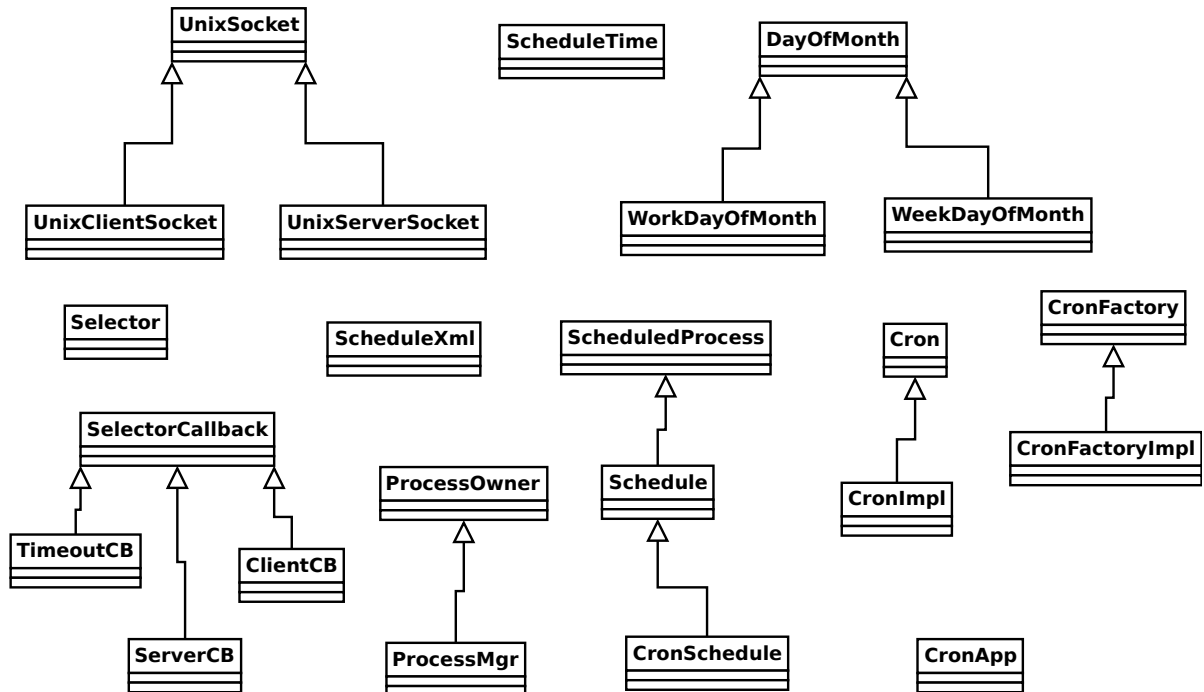 UnixSocket
ScheduleTime
DayOfMonth
UnixClientSocket
UnixServerSocket
WorkDayOfMonth
WeekDayOfMonth
Selector
ScheduleXml
ScheduledProcess
Cron
CronFactory
SelectorCallback
ProcessOwner
Schedule
CronImpl
CronFactoryImpl
TimeoutCB
ClientCB
ServerCB
ProcessMgr
CronSchedule
CronApp